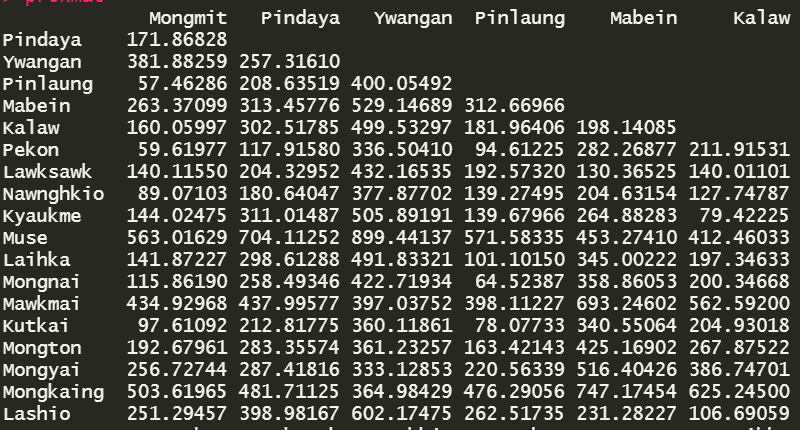 > proxmat
Mongmit Pindaya Ywangan Pinlaung Mabein Kalaw
Pindaya 171.86828
Ywangan 381.88259 257.31610
Pinlaung 57.46286 208.63519 400.05492
Mabein 263.37099 313.45776 529.14689 312.66966
Kalaw 160.05997 302.51785 499.53297 181.96406 198.14085
Pekon 59.61977 117.91580 336.50410 94.61225 282.26877 211.91531
Lawksawk 140.11550 204.32952 432.16535 192.57320 130.36525 140.01101
Nawnghkio 89.07103 180.64047 377.87702 139.27495 204.63154 127.74787
Kyaukme 144.02475 311.01487 505.89191 139.67966 264.88283 79.42225
Muse 563.01629 704.11252 899.44137 571.58335 453.27410 412.46033
Laihka 141.87227 298.61288 491.83321 101.10150 345.00222 197.34633
Mongnai 115.86190 258.49346 422.71934 64.52387 358.86053 200.34668
Mawkmai 434.92968 437.99577 397.03752 398.11227 693.24602 562.59200
Kutkai 97.61092 212.81775 360.11861 78.07733 340.55064 204.93018
Mongton 192.67961 283.35574 361.23257 163.42143 425.16902 267.87522
Mongyai 256.72744 287.41816 333.12853 220.56339 516.40426 386.74701
Mongkaing 503.61965 481.71125 364.98429 476.29056 747.17454 625.24500
Lashio 251.29457 398.98167 602.17475 262.51735 231.28227 106.69059